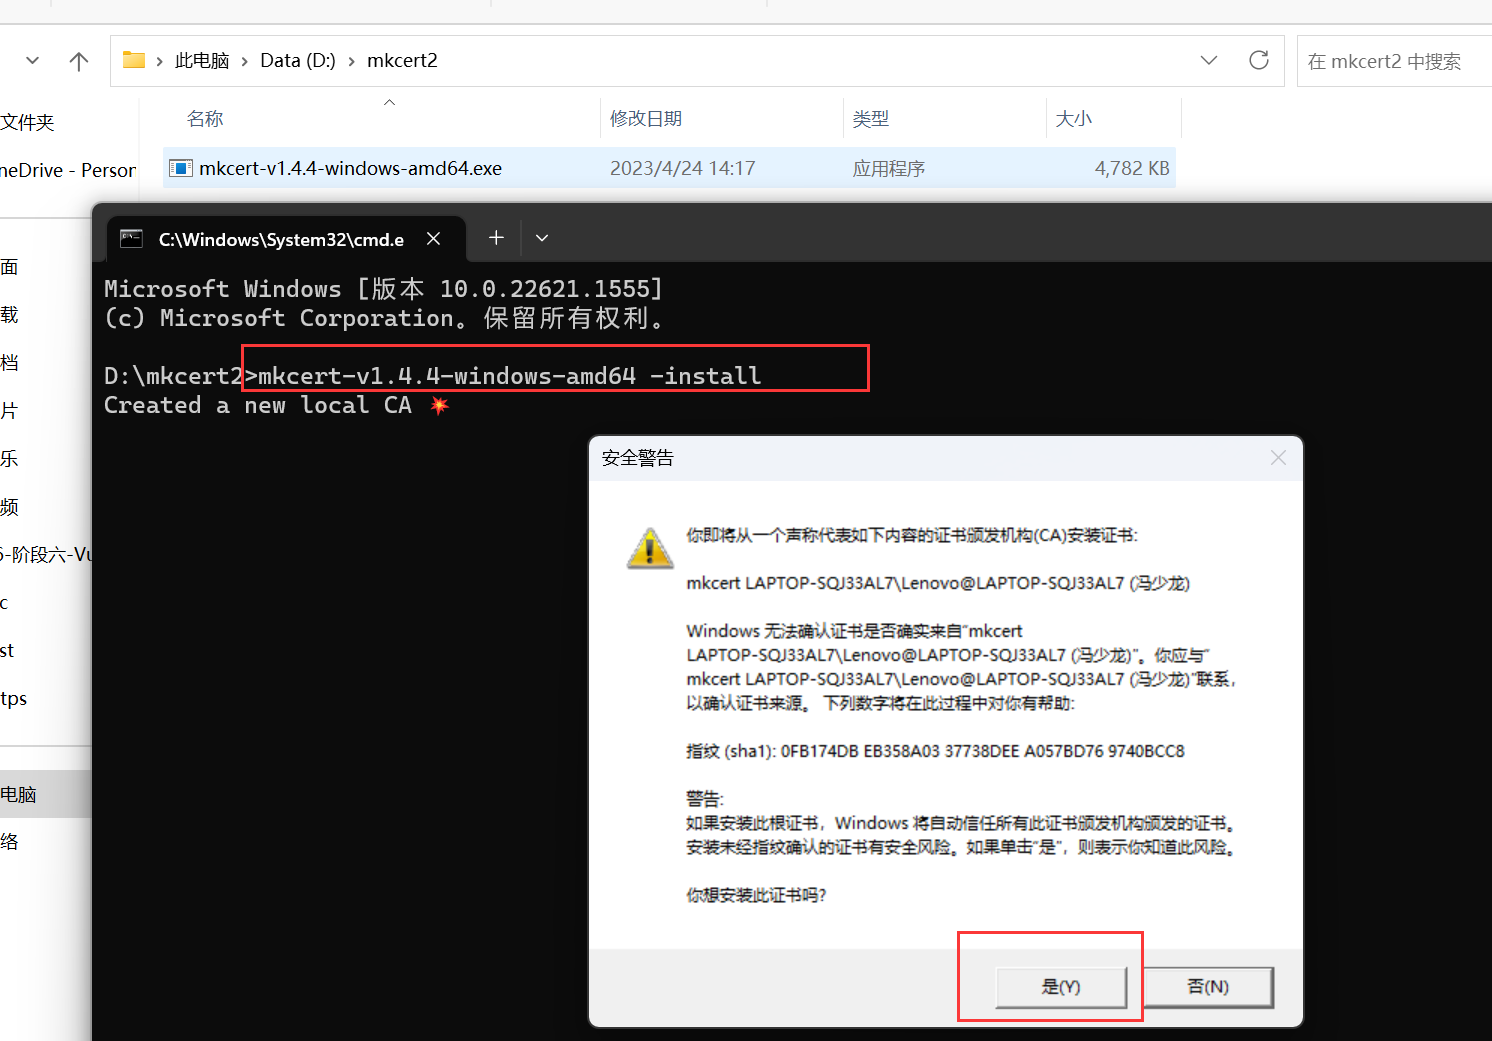 此电脑 > Data (D:) > mkcert2
在 mkcert2 中搜索
名称 修改日期 类型 大小
文件夹
neDrive - Person
mkcert-v1.4.4-windows-amd64.exe 2023/4/24 14:17 应用程序 4,782 KB
C:\Windows\System32\cmd.e
面
载
档
片
乐
频
6-阶段六-Vu
c
st
tps
电脑
络
Microsoft Windows [版本 10.0.22621.1555]
(c) Microsoft Corporation。保留所有权利。
D:\mkcert2>mkcert-v1.4.4-windows-amd64 -install
Created a new local CA 💥
安全警告
你即将从一个声称代表如下内容的证书颁发机构(CA)安装证书:
mkcert LAPTOP-SQJ33AL7\Lenovo@LAPTOP-SQJ33AL7 (冯少龙)
Windows 无法确认证书是否确实来自“mkcert
LAPTOP-SQJ33AL7\Lenovo@LAPTOP-SQJ33AL7 (冯少龙)”。你应与“
mkcert LAPTOP-SQJ33AL7\Lenovo@LAPTOP-SQJ33AL7 (冯少龙)”联系，
以确认证书来源。 下列数字将在此过程中对你有帮助:
指纹 (sha1): 0FB174DB EB358A03 37738DEE A057BD76 9740BCC8
警告:
如果安装此根证书，Windows 将自动信任所有此证书颁发机构颁发的证书。
安装未经指纹确认的证书有安全风险。如果单击“是”，则表示你知道此风险。
你想安装此证书吗?
是(Y)
否(N)